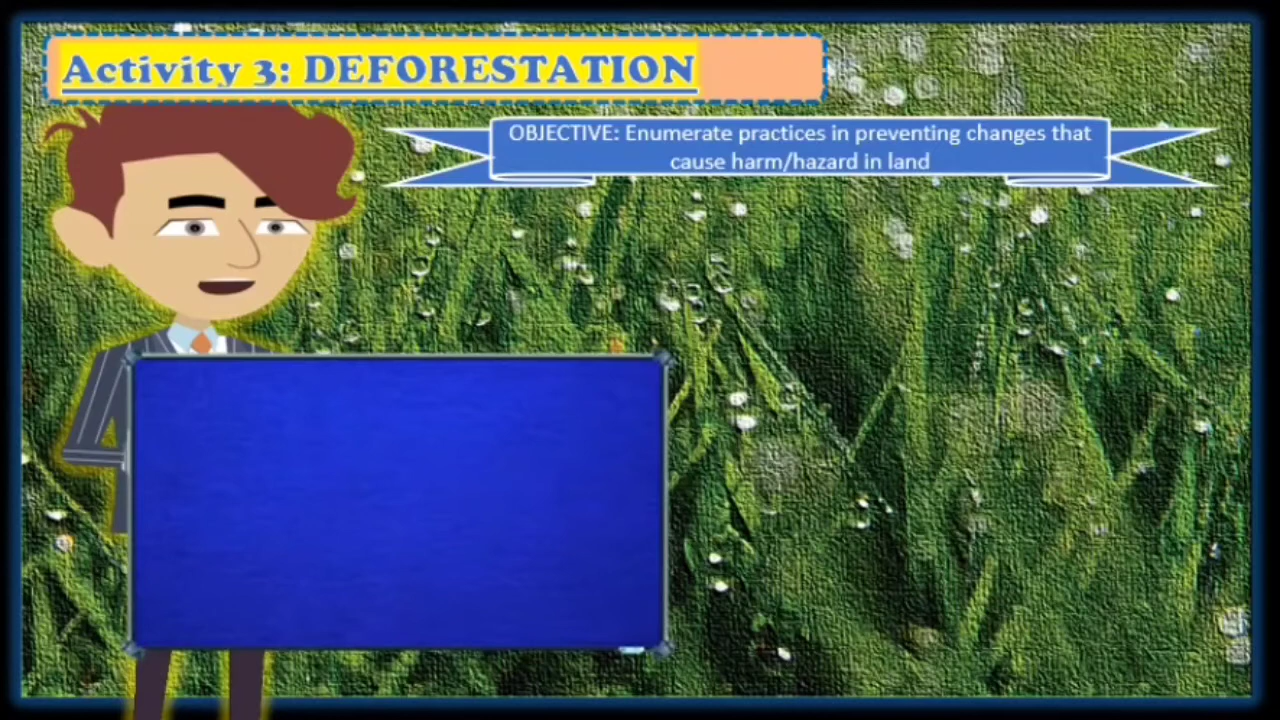 Activity 3: DEFORESTATION
OBJECTIVE: Enumerate practices in preventing changes that
cause harm/hazard in land